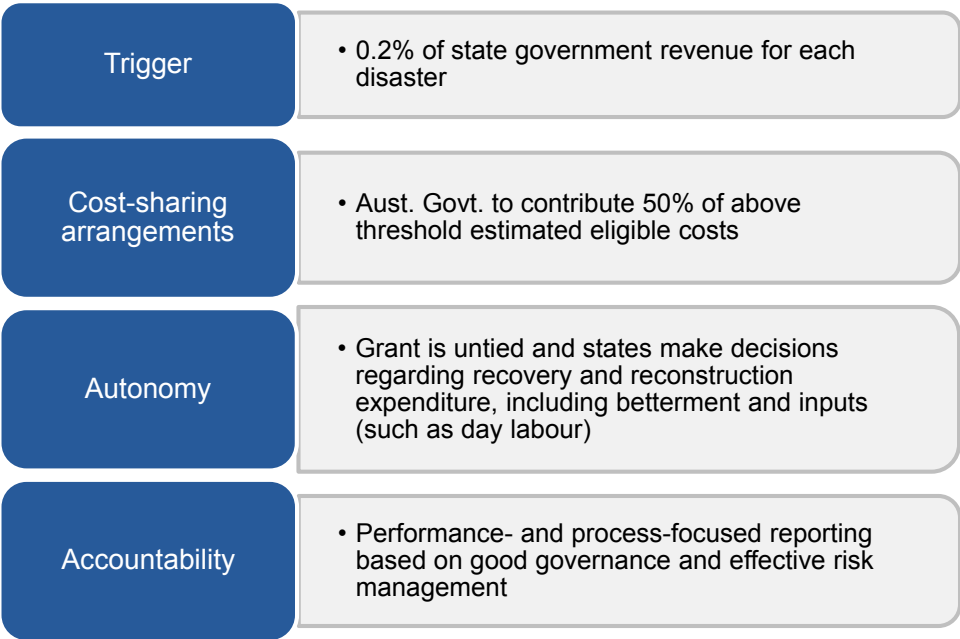 Trigger
• 0.2% of state government revenue for each
disaster
Cost-sharing
arrangements
• Aust. Govt. to contribute 50% of above
threshold estimated eligible costs
Autonomy
• Grant is untied and states make decisions
regarding recovery and reconstruction
expenditure, including betterment and inputs
(such as day labour)
Accountability
• Performance- and process-focused reporting
based on good governance and effective risk
management